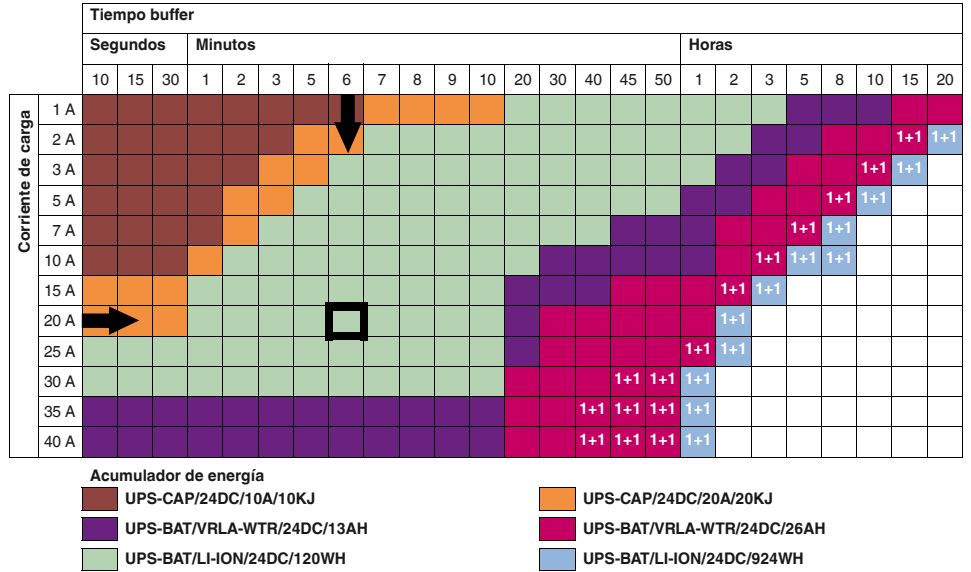 Tiempo buffer
Segundos Minutos Horas
10 15 30 1 2 3 5 6 7 8 9 10 20 30 40 45 50 1 2 3 5 8 10 15 20
Corriente de carga
1 A
2 A 1+1 1+1
3 A 1+1 1+1
5 A 1+1 1+1
7 A 1+1 1+1
10 A 1+1 1+1 1+1
15 A 1+1 1+1
20 A 1+1
25 A 1+1 1+1
30 A 1+1 1+1 1+1
35 A 1+1 1+1 1+1 1+1
40 A 1+1 1+1 1+1 1+1
Acumulador de energía
UPS-CAP/24DC/10A/10KJ UPS-CAP/24DC/20A/20KJ
UPS-BAT/VRLA-WTR/24DC/13AH UPS-BAT/VRLA-WTR/24DC/26AH
UPS-BAT/LI-ION/24DC/120WH UPS-BAT/LI-ION/24DC/924WH